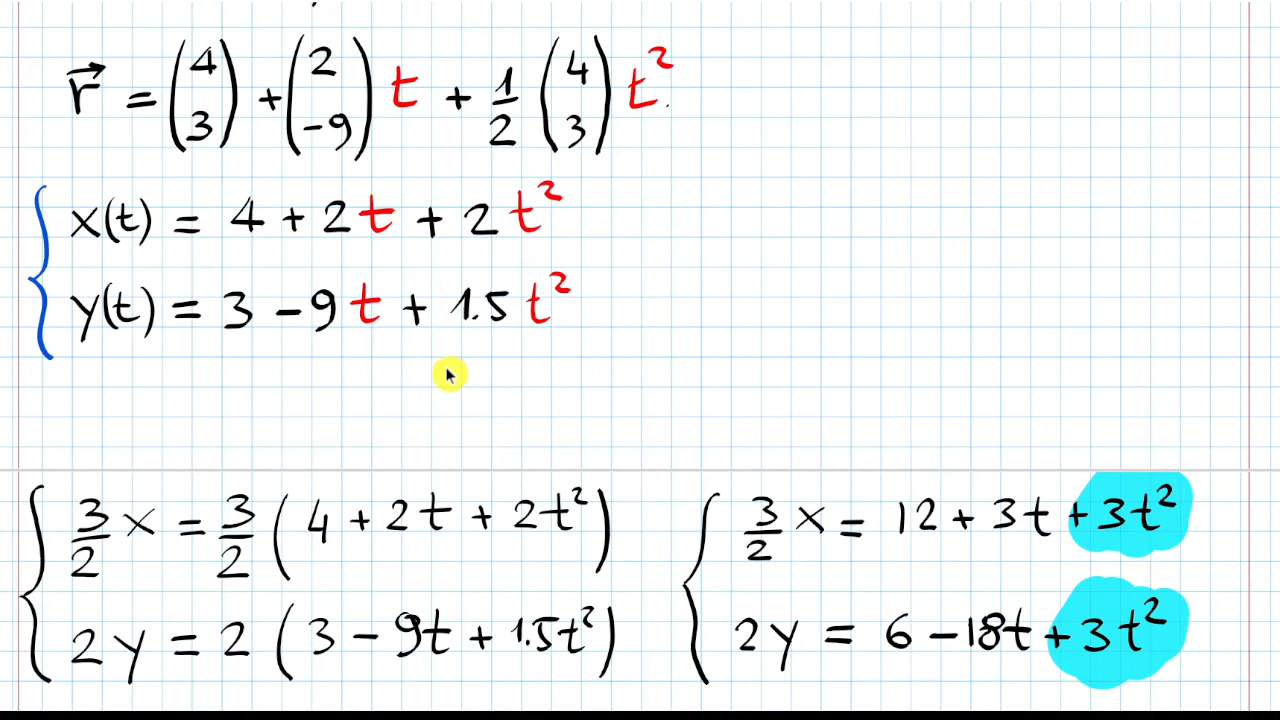 r⃗ = (4 3) + (2 -9) t + 1/2 (4 3) t²
x(t) = 4 + 2t + 2t²
y(t) = 3 - 9t + 1.5t²
3/2 x = 3/2 (4 + 2t + 2t²)
2y = 2 (3 - 9t + 1.5t²)
3/2 x = 12 + 3t + 3t²
2y = 6 - 18t + 3t²